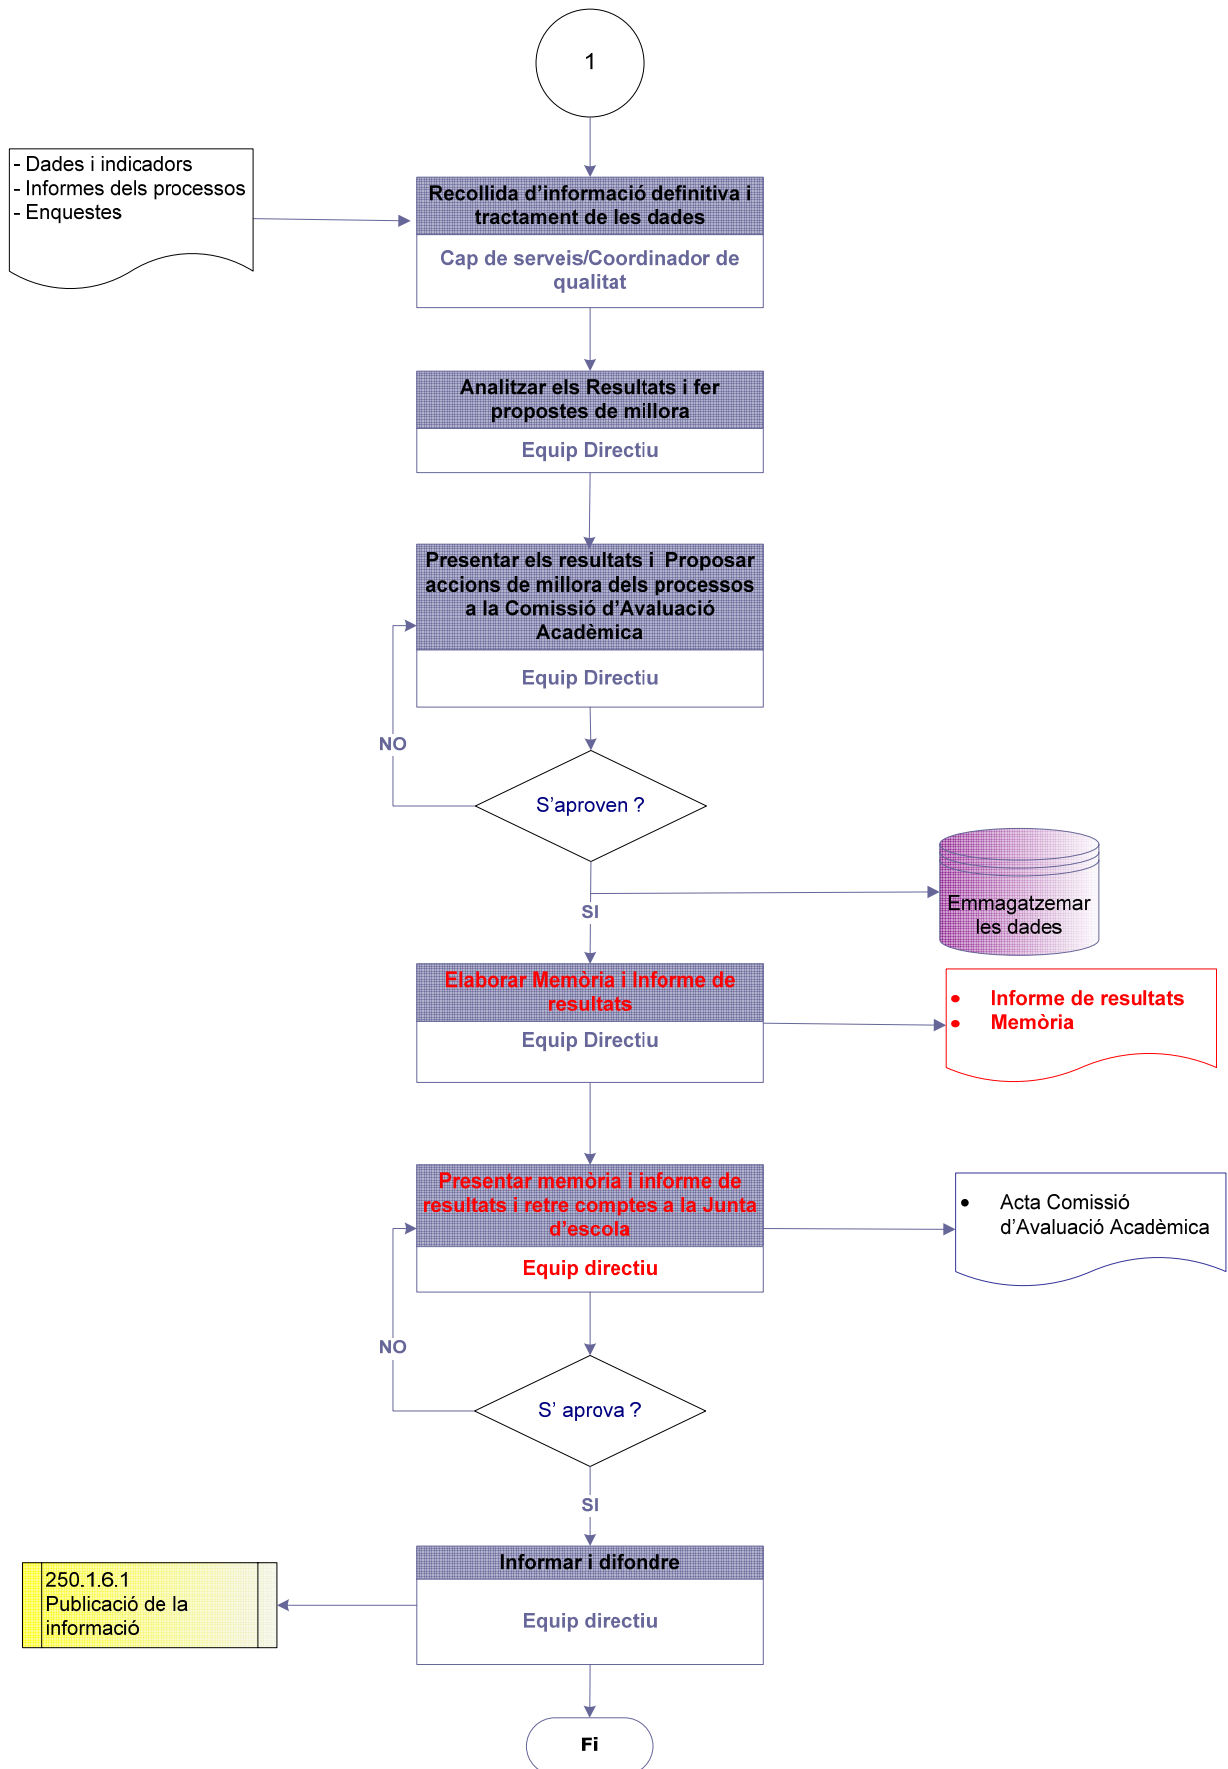 1
- Dades i indicadors
- Informes dels processos
- Enquestes
Recollida d’informació definitiva i
tractament de les dades
Cap de serveis/Coordinador de
qualitat
Analitzar els Resultats i fer
propostes de millora
Equip Directiu
Presentar els resultats i Proposar
accions de millora dels processos
a la Comissió d’Avaluació
Acadèmica
Equip Directiu
NO
S’aproven ?
SI
Emmagatzemar
les dades
Elaborar Memòria i Informe de
resultats
Equip Directiu
• Informe de resultats
• Memòria
Presentar memòria i informe de
resultats i retre comptes a la Junta
d’escola
Equip directiu
• Acta Comissió
d’Avaluació Acadèmica
NO
S’ aprova ?
SI
Informar i difondre
Equip directiu
250.1.6.1
Publicació de la
informació
Fi